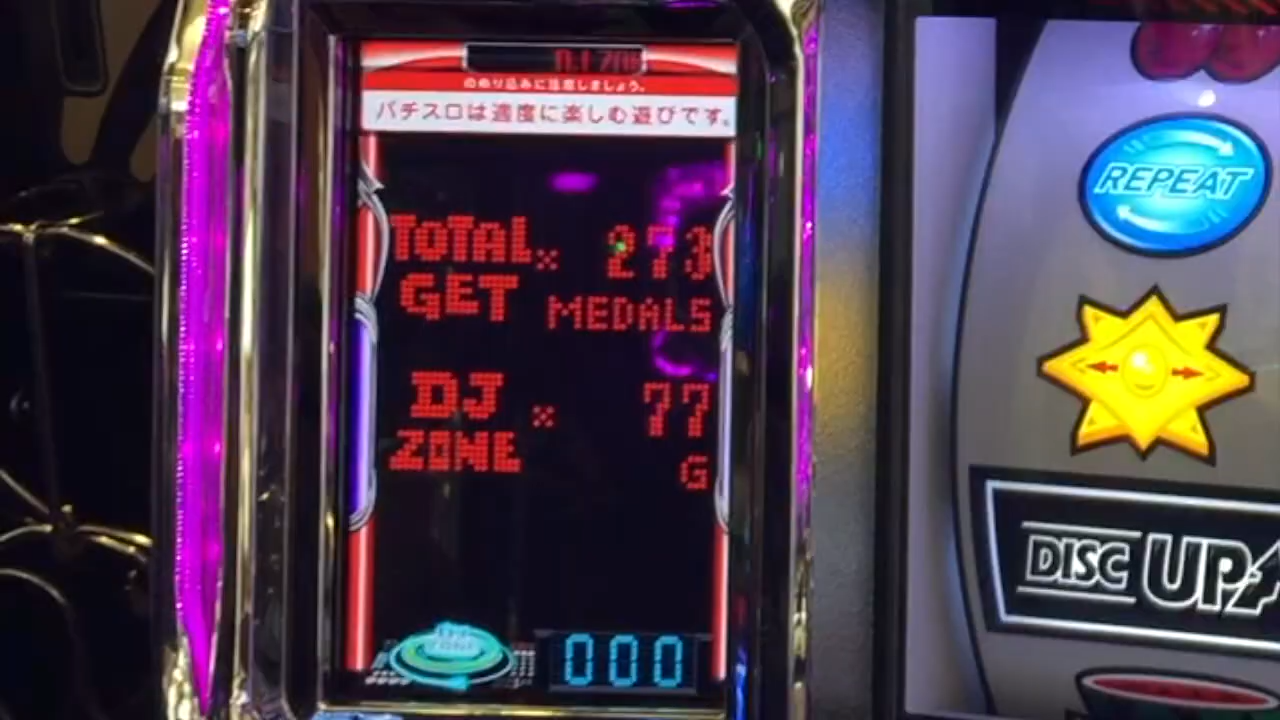 のめり込みに注意しましょう。
パチスロは適度に楽しむ遊びです。
TOTAL × 273
GET MEDALS
DJ × 77
ZONE G
000
REPEAT
DISC UP